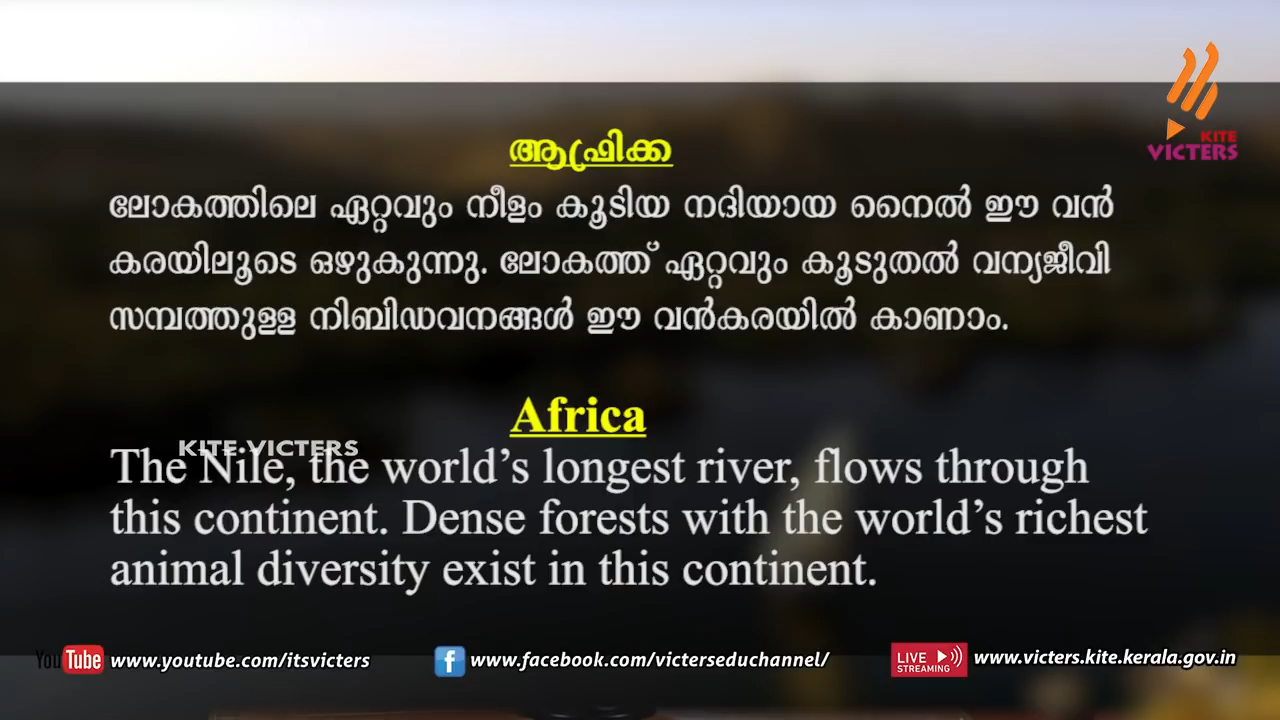 KITE
VICTERS
ആഫ്രിക്ക
ലോകത്തിലെ ഏറ്റവും നീളം കൂടിയ നദിയായ നൈൽ ഈ വൻ
കരയിലൂടെ ഒഴുകുന്നു. ലോകത്ത് ഏറ്റവും കൂടുതൽ വന്യജീവി
സമ്പത്തുള്ള നിബിഡവനങ്ങൾ ഈ വൻകരയിൽ കാണാം.
Africa
KITE VICTERS
The Nile, the world’s longest river, flows through
this continent. Dense forests with the world’s richest
animal diversity exist in this continent.
YouTube www.youtube.com/itsvicters
f www.facebook.com/victerseduchannel/
LIVE STREAMING www.victers.kite.kerala.gov.in